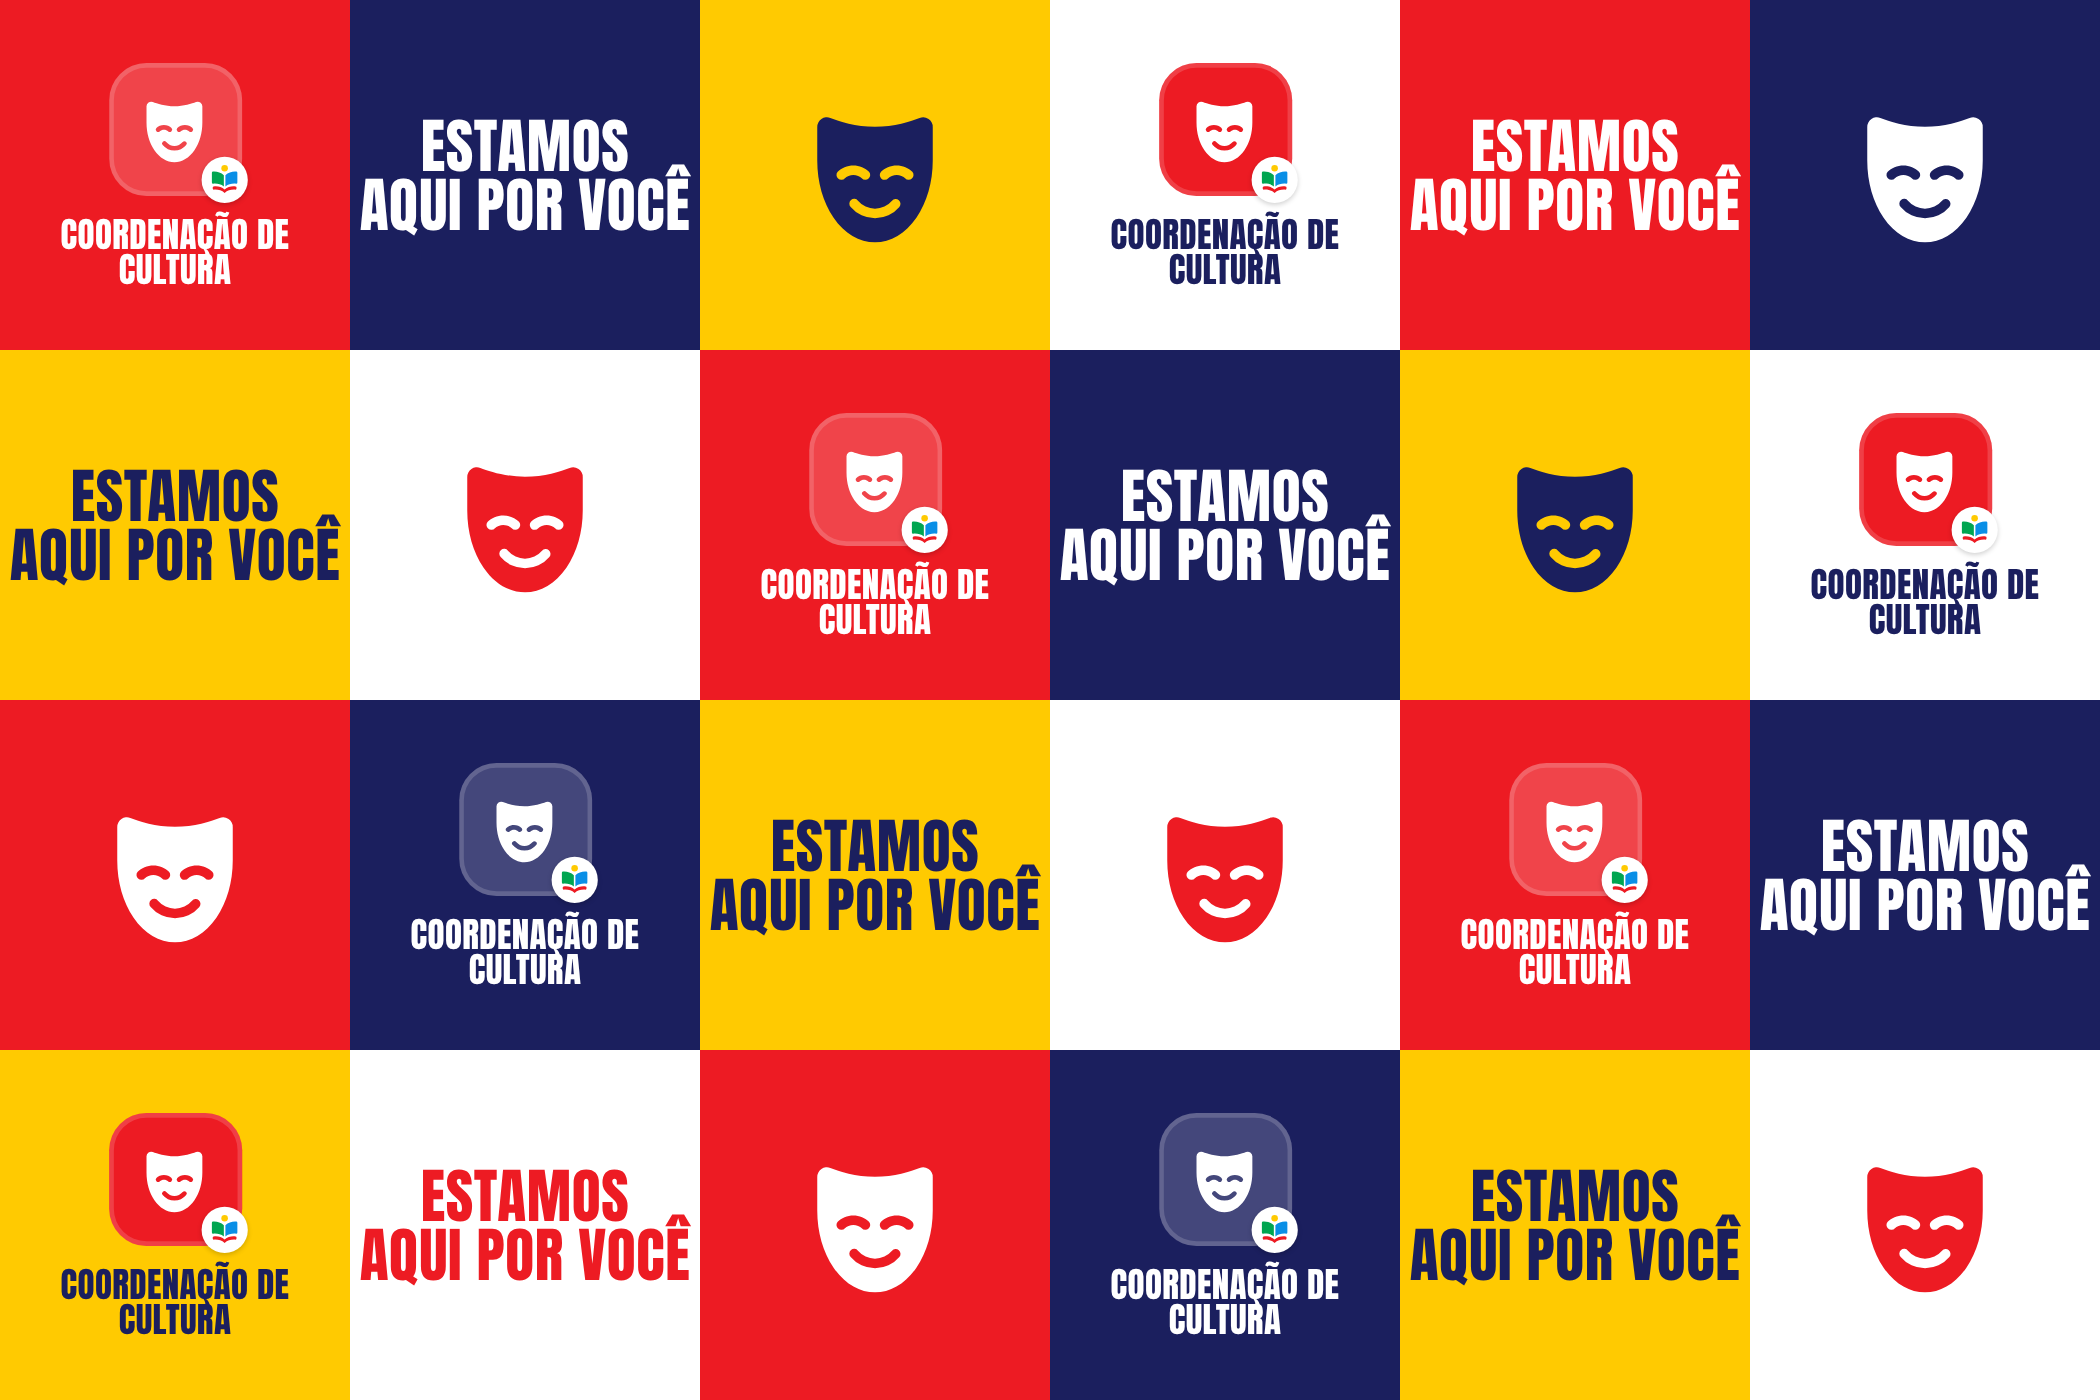 COORDENAÇÃO DE
CULTURA
ESTAMOS
AQUI POR VOCÊ
COORDENAÇÃO DE
CULTURA
ESTAMOS
AQUI POR VOCÊ
ESTAMOS
AQUI POR VOCÊ
COORDENAÇÃO DE
CULTURA
ESTAMOS
AQUI POR VOCÊ
COORDENAÇÃO DE
CULTURA
COORDENAÇÃO DE
CULTURA
ESTAMOS
AQUI POR VOCÊ
COORDENAÇÃO DE
CULTURA
ESTAMOS
AQUI POR VOCÊ
COORDENAÇÃO DE
CULTURA
ESTAMOS
AQUI POR VOCÊ
COORDENAÇÃO DE
CULTURA
ESTAMOS
AQUI POR VOCÊ